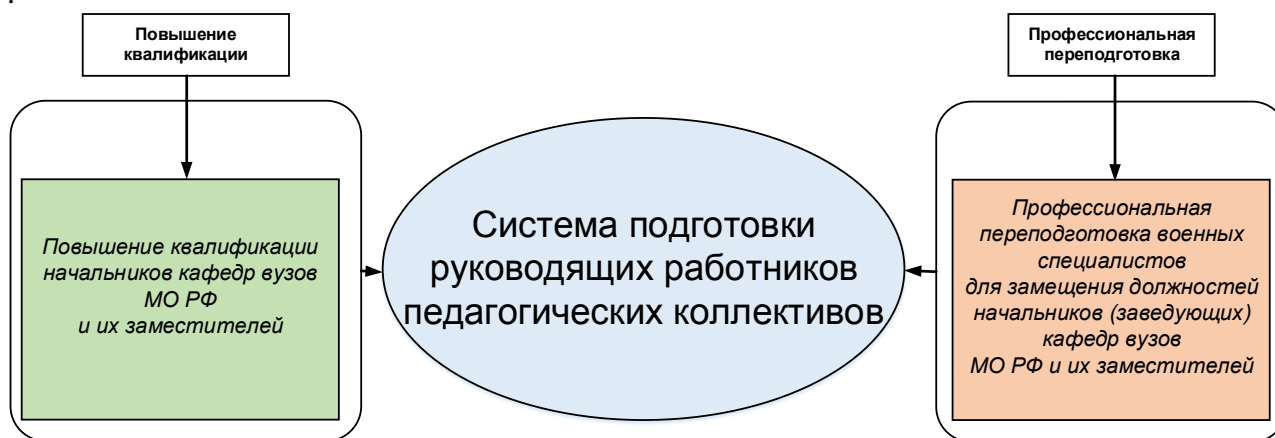 Повышение
квалификации
Повышение квалификации
начальников кафедр вузов
МО РФ
и их заместителей
Система подготовки
руководящих работников
педагогических коллективов
Профессиональная
переподготовка
Профессиональная
переподготовка военных
специалистов
для замещения должностей
начальников (заведующих)
кафедр вузов
МО РФ и их заместителей